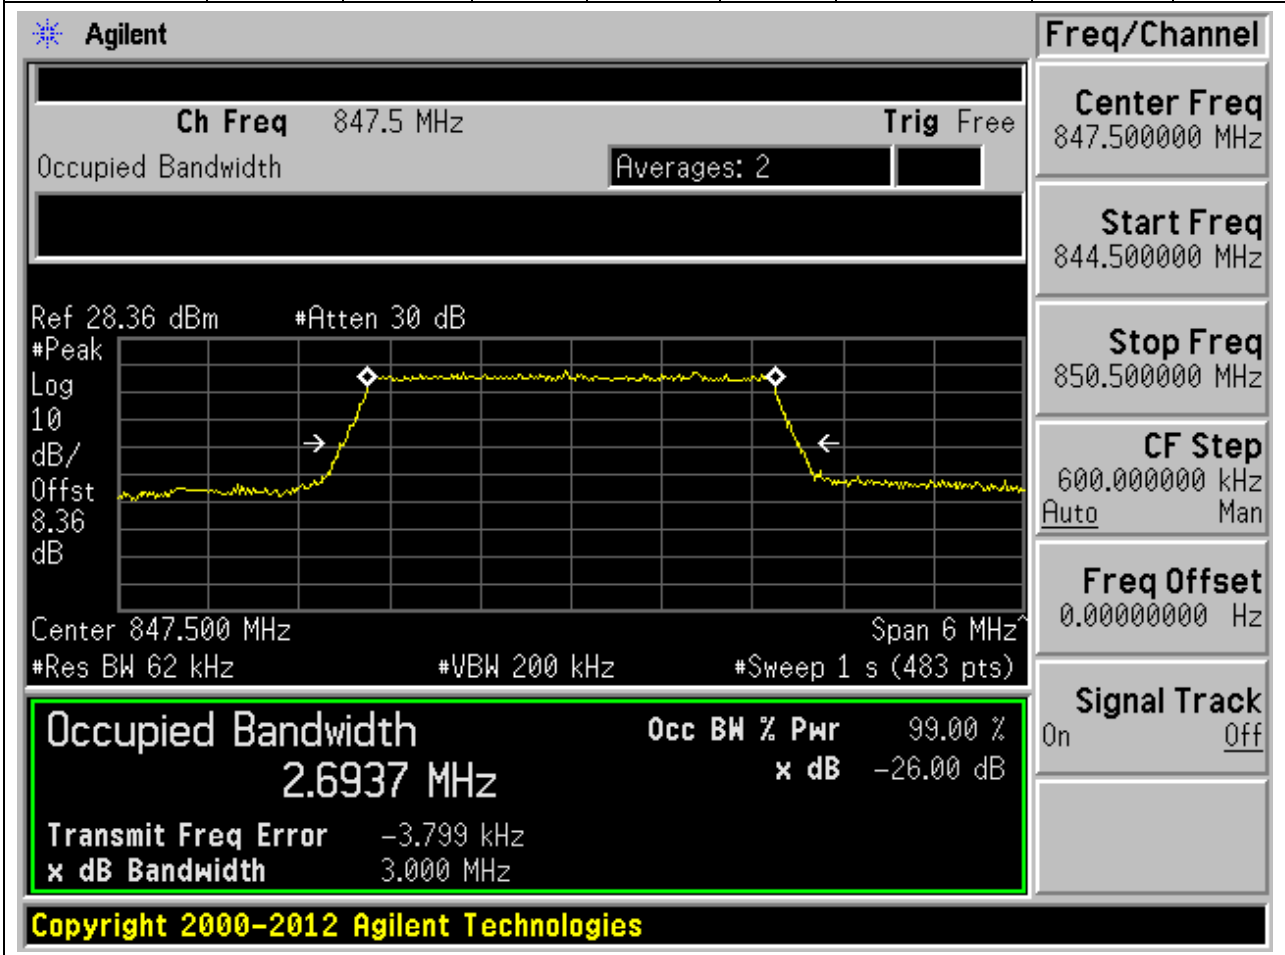 Agilent
Freq/Channel
Ch Freq 847.5 MHz Trig Free
Occupied Bandwidth Averages: 2
Center Freq
847.500000 MHz
Start Freq
844.500000 MHz
Stop Freq
850.500000 MHz
CF Step
600.000000 kHz
Auto Man
Freq Offset
0.00000000 Hz
Signal Track
On Off
Ref 28.36 dBm #Atten 30 dB
#Peak
Log
10
dB/
Offst
8.36
dB
Center 847.500 MHz Span 6 MHz^
#Res BW 62 kHz #VBW 200 kHz #Sweep 1 s (483 pts)
Occupied Bandwidth Occ BW % Pwr 99.00 %
2.6937 MHz x dB -26.00 dB
Transmit Freq Error -3.799 kHz
x dB Bandwidth 3.000 MHz
Copyright 2000-2012 Agilent Technologies